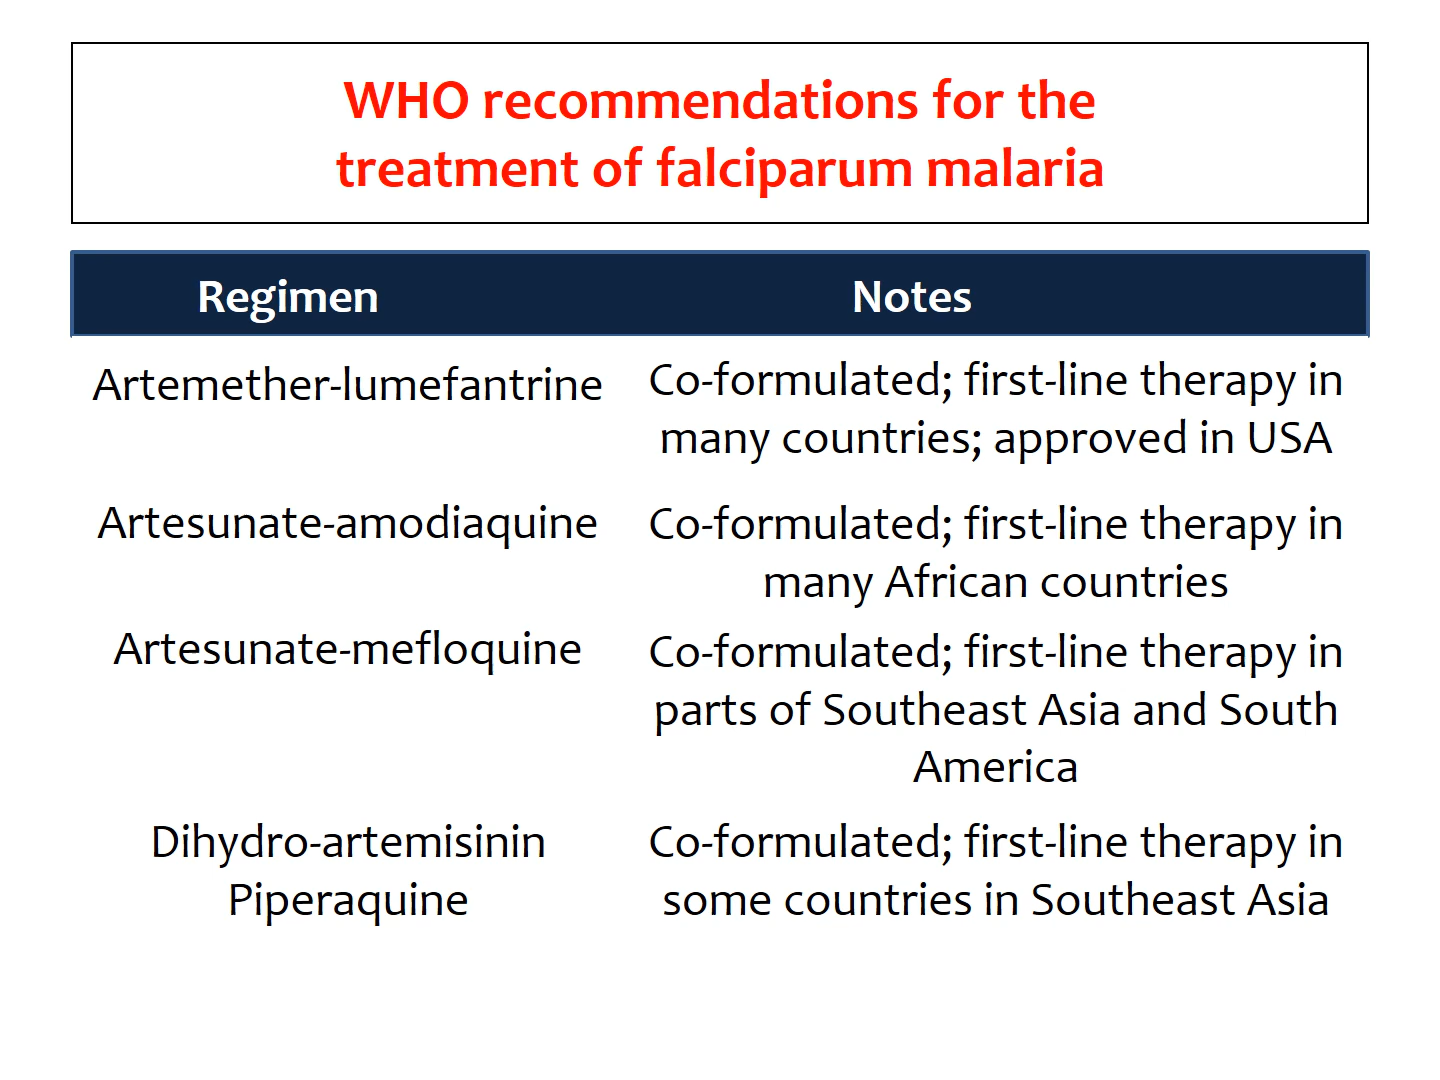 WHO recommendations for the
treatment of falciparum malaria
Regimen Notes
Artemether-lumefantrine
Co-formulated; first-line therapy in
many countries; approved in USA
Artesunate-amodiaquine
Co-formulated; first-line therapy in
many African countries
Artesunate-mefloquine
Co-formulated; first-line therapy in
parts of Southeast Asia and South
America
Dihydro-artemisinin
Piperaquine
Co-formulated; first-line therapy in
some countries in Southeast Asia